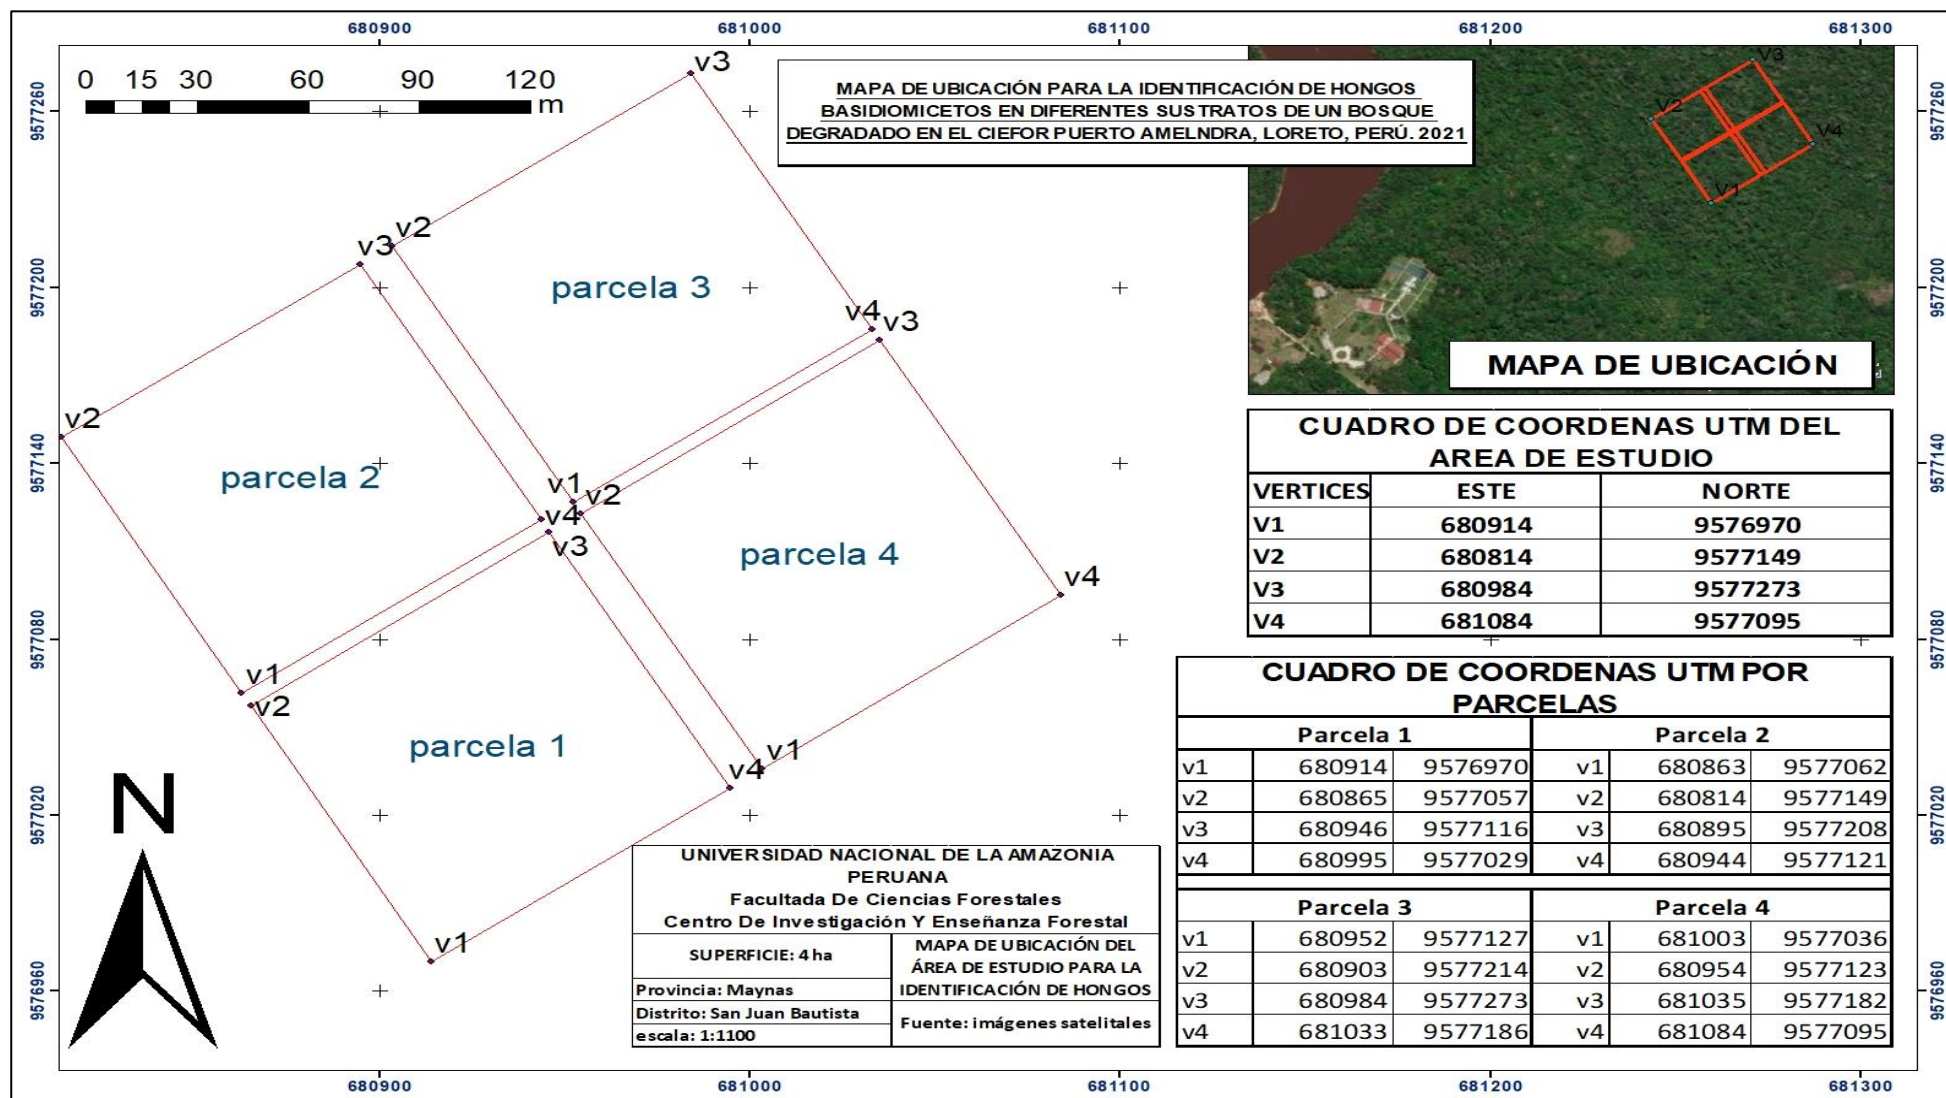 680900 681000 681100 681200 681300
0 15 30 60 90 120
m
MAPA DE UBICACIÓN PARA LA IDENTIFICACIÓN DE HONGOS
BASIDIOMICETOS EN DIFERENTES SUSTRATOS DE UN BOSQUE
DEGRADADO EN EL CIEFOR PUERTO AMELNDRA, LORETO, PERÚ. 2021
V3
V2
V4
V1
MAPA DE UBICACIÓN
9577260
9577200
9577140
9577080
9577020
9576960
9577260
9577200
9577140
9577080
9577020
9576960
v3
v2
parcela 3
v4
v1
v3
v2
parcela 2
v4
v1
v3
v2
parcela 4
v4
v1
v3
v2
parcela 1
v4
v1
N
CUADRO DE COORDENAS UTM DEL
AREA DE ESTUDIO
VERTICES ESTE NORTE
V1 680914 9576970
V2 680814 9577149
V3 680984 9577273
V4 681084 9577095
CUADRO DE COORDENAS UTM POR
PARCELAS
Parcela 1 Parcela 2
v1 680914 9576970 v1 680863 9577062
v2 680865 9577057 v2 680814 9577149
v3 680946 9577116 v3 680895 9577208
v4 680995 9577029 v4 680944 9577121
Parcela 3 Parcela 4
v1 680952 9577127 v1 681003 9577036
v2 680903 9577214 v2 680954 9577123
v3 680984 9577273 v3 681035 9577182
v4 681033 9577186 v4 681084 9577095
UNIVERSIDAD NACIONAL DE LA AMAZONIA
PERUANA
Facultada De Ciencias Forestales
Centro De Investigación Y Enseñanza Forestal
SUPERFICIE: 4 ha
Provincia: Maynas
Distrito: San Juan Bautista
escala: 1:1100
MAPA DE UBICACIÓN DEL
ÁREA DE ESTUDIO PARA LA
IDENTIFICACIÓN DE HONGOS
Fuente: imágenes satelitales
680900 681000 681100 681200 681300